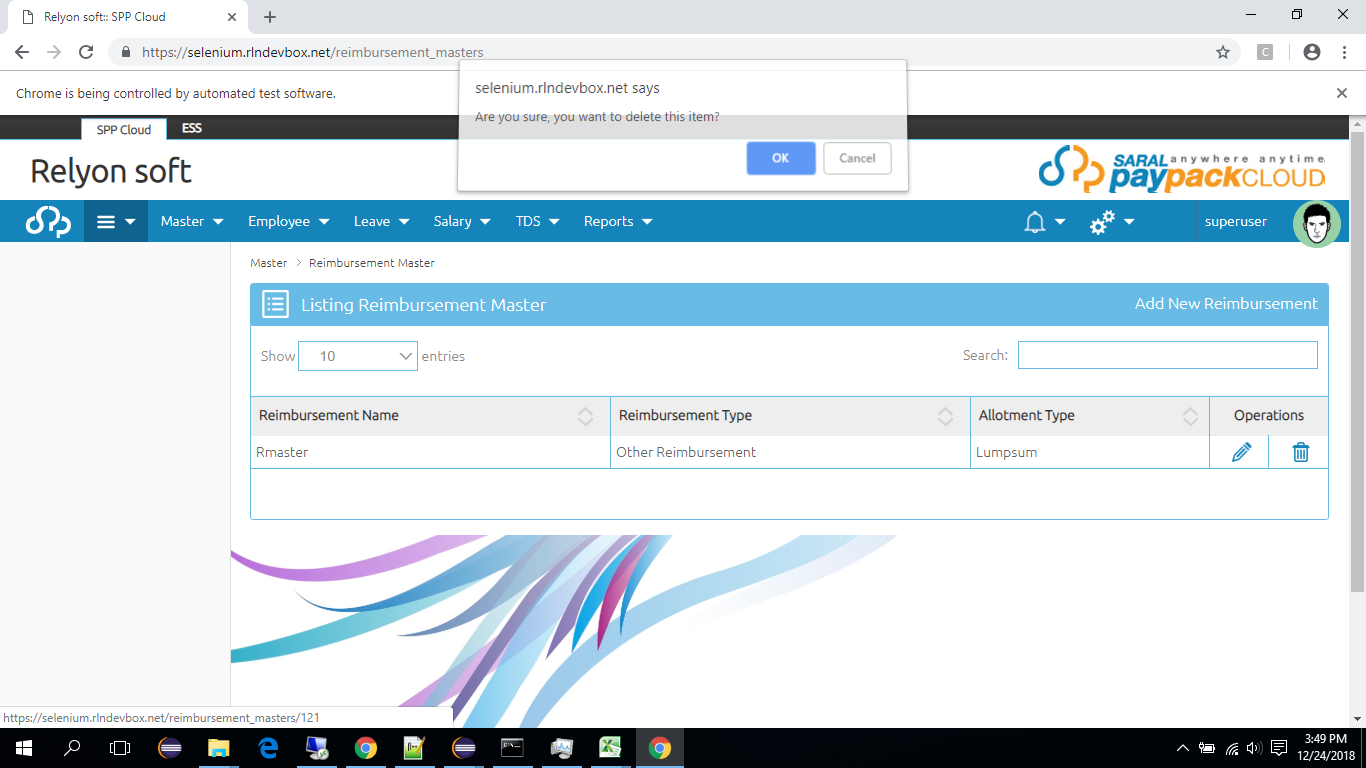 Relyon soft:: SPP Cloud
https://selenium.rlndevbox.net/reimbursement_masters
C
Chrome is being controlled by automated test software.
selenium.rlndevbox.net says
Are you sure, you want to delete this item?
OK Cancel
SPP Cloud ESS
Relyon soft
SARAL anywhere anytime
paypackCLOUD
Master Employee Leave Salary TDS Reports superuser
Master > Reimbursement Master
Listing Reimbursement Master Add New Reimbursement
Show 10 entries Search:
Reimbursement Name Reimbursement Type Allotment Type Operations
Rmaster Other Reimbursement Lumpsum
https://selenium.rlndevbox.net/reimbursement_masters/121
3:49 PM
12/24/2018